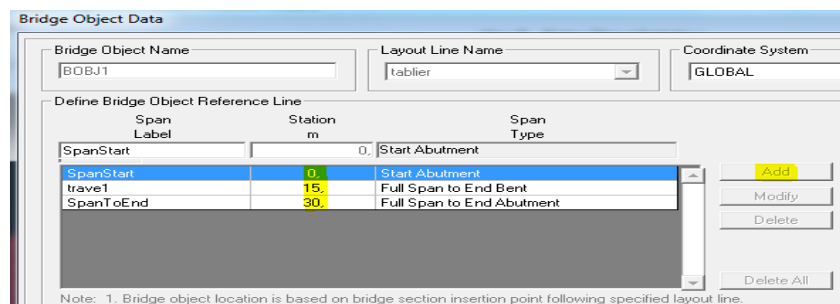 Bridge Object Data
Bridge Object Name
BOBJ1
Layout Line Name
tablier
Coordinate System
GLOBAL
Define Bridge Object Reference Line
Span Label
Station m
Span Type
SpanStart 0, Start Abutment
SpanStart 0, Start Abutment
trave1 15, Full Span to End Bent
SpanToEnd 30, Full Span to End Abutment
Add
Modify
Delete
Delete All
Note: 1. Bridge object location is based on bridge section insertion point following specified layout line.